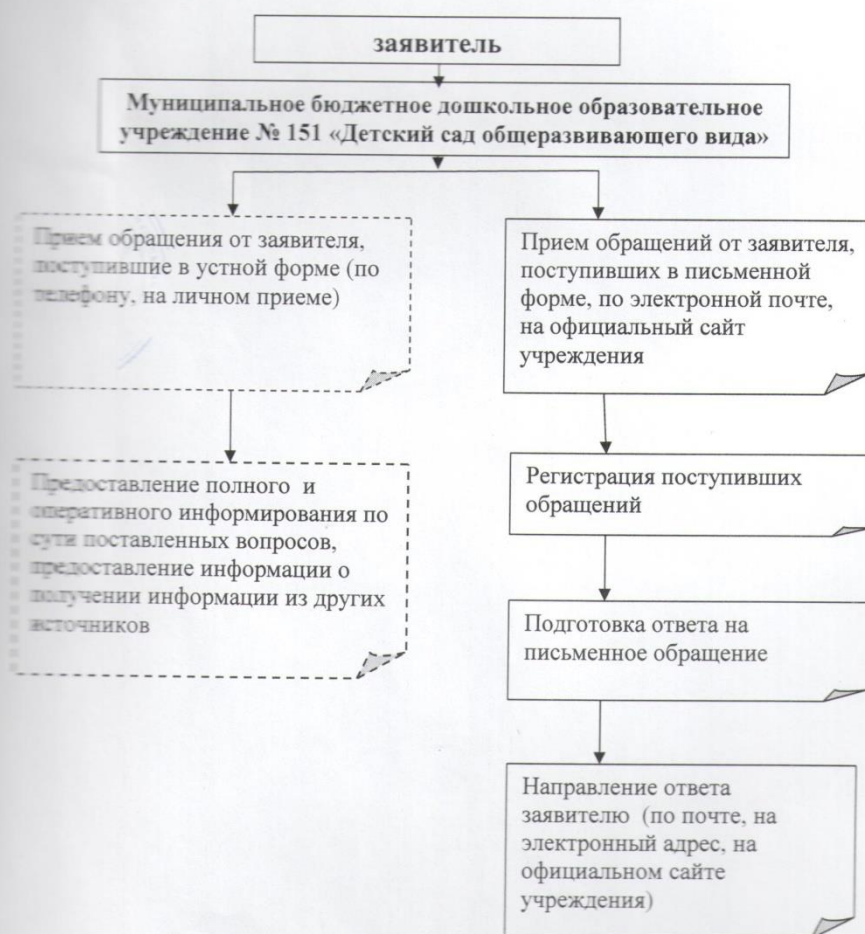 заявитель
Муниципальное бюджетное дошкольное образовательное
учреждение № 151 «Детский сад общеразвивающего вида»
Прием обращения от заявителя,
поступившие в устной форме (по
телефону, на личном приеме)
Прием обращений от заявителя,
поступивших в письменной
форме, по электронной почте,
на официальный сайт
учреждения
Предоставление полного и
оперативного информирования по
сути поставленных вопросов,
предоставление информации о
получении информации из других
источников
Регистрация поступивших
обращений
Подготовка ответа на
письменное обращение
Направление ответа
заявителю (по почте, на
электронный адрес, на
официальном сайте
учреждения)